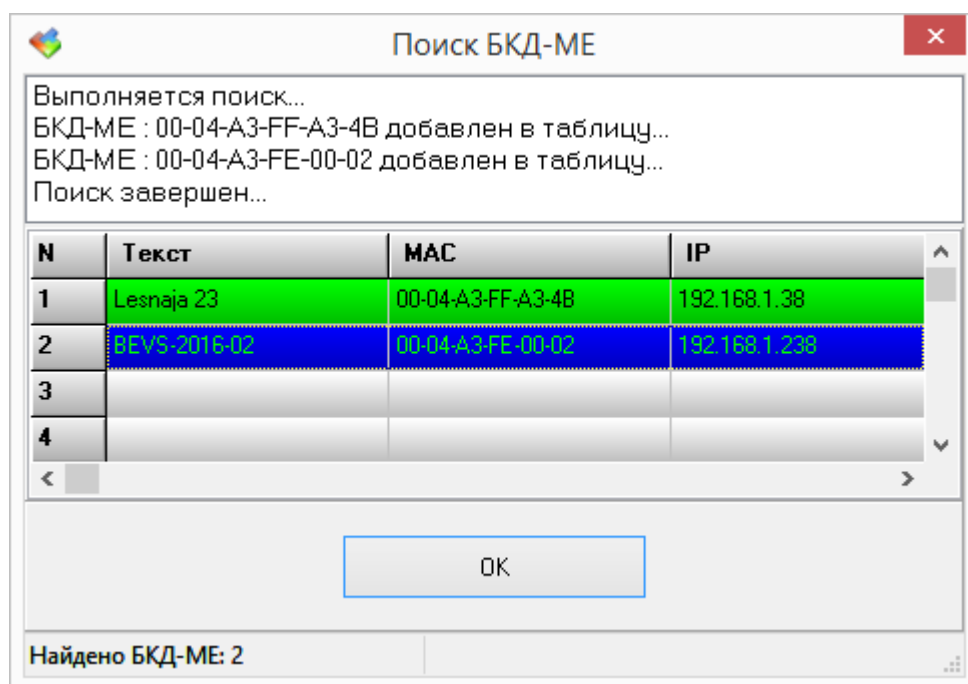 Поиск БКД-МЕ
Выполняется поиск...
БКД-МЕ : 00-04-A3-FF-A3-4B добавлен в таблицу...
БКД-МЕ : 00-04-A3-FE-00-02 добавлен в таблицу...
Поиск завершен...
N Текст MAC IP
1 Lesnaja 23 00-04-A3-FF-A3-4B 192.168.1.38
2 BEVS-2016-02 00-04-A3-FE-00-02 192.168.1.238
3
4
OK
Найдено БКД-МЕ: 2